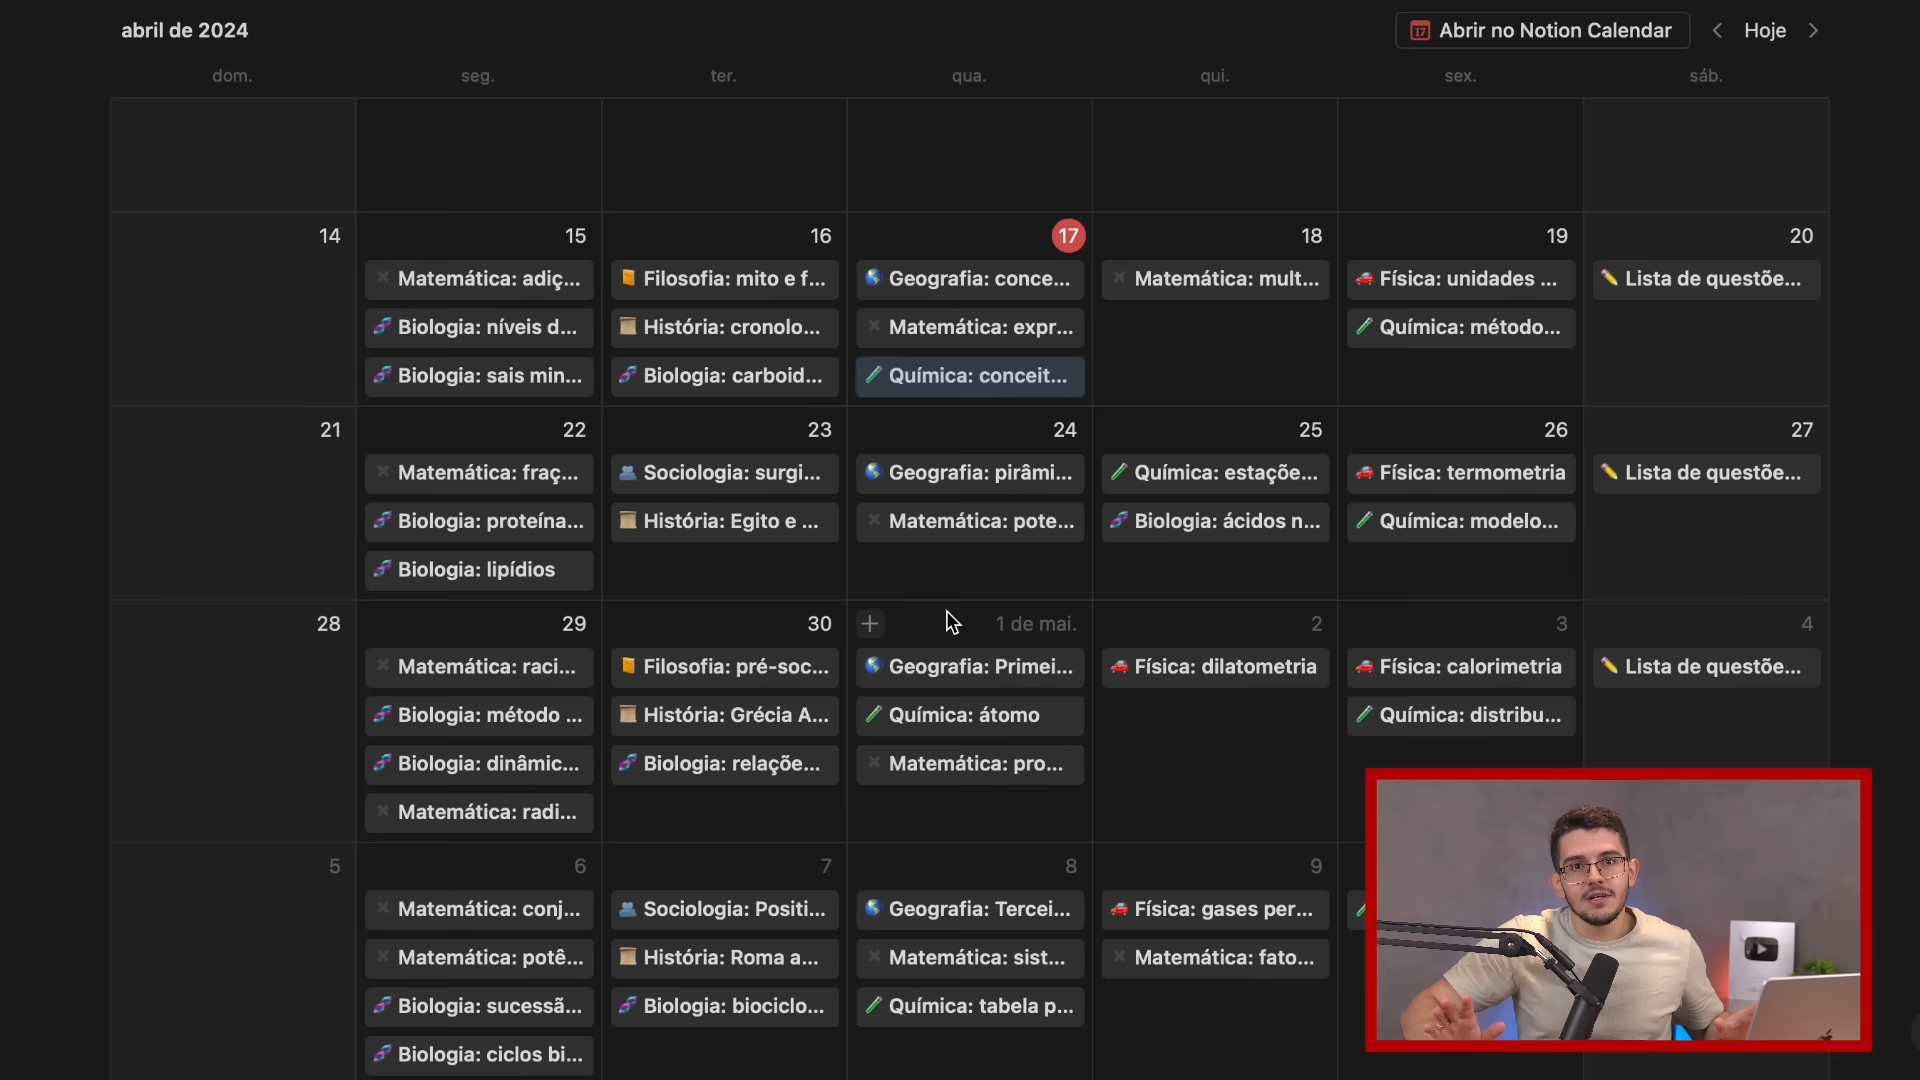 abril de 2024
17 Abrir no Notion Calendar
Hoje
dom. seg. ter. qua. qui. sex. sáb.
14 15 16 17 18 19 20
Matemática: adiç... Filosofia: mito e f... Geografia: conce... Matemática: mult... Física: unidades ... Lista de questõe...
Biologia: níveis d... História: cronolo... Matemática: expr... Química: método...
Biologia: sais min... Biologia: carboid... Química: conceit...
21 22 23 24 25 26 27
Matemática: fraç... Sociologia: surgi... Geografia: pirâmi... Química: estaçõe... Física: termometria Lista de questõe...
Biologia: proteína... História: Egito e ... Matemática: pote... Biologia: ácidos n... Química: modelo...
Biologia: lipídios
28 29 30 1 de mai. 2 3 4
Matemática: raci... Filosofia: pré-soc... Geografia: Primei... Física: dilatometria Física: calorimetria Lista de questõe...
Biologia: método ... História: Grécia A... Química: átomo Química: distribu...
Biologia: dinâmic... Biologia: relaçõe... Matemática: pro...
Matemática: radi...
5 6 7 8 9
Matemática: conj... Sociologia: Positi... Geografia: Tercei... Física: gases per...
Matemática: potê... História: Roma a... Matemática: sist... Matemática: fato...
Biologia: sucessã... Biologia: biociclo... Química: tabela p...
Biologia: ciclos bi...